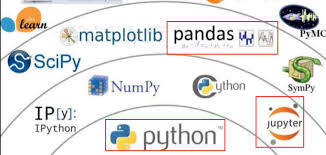 learn
matplotlib
pandas
PyMC
SciPy
NumPy
Cython
SymPy
IP[y]:
IPython
python
jupyter